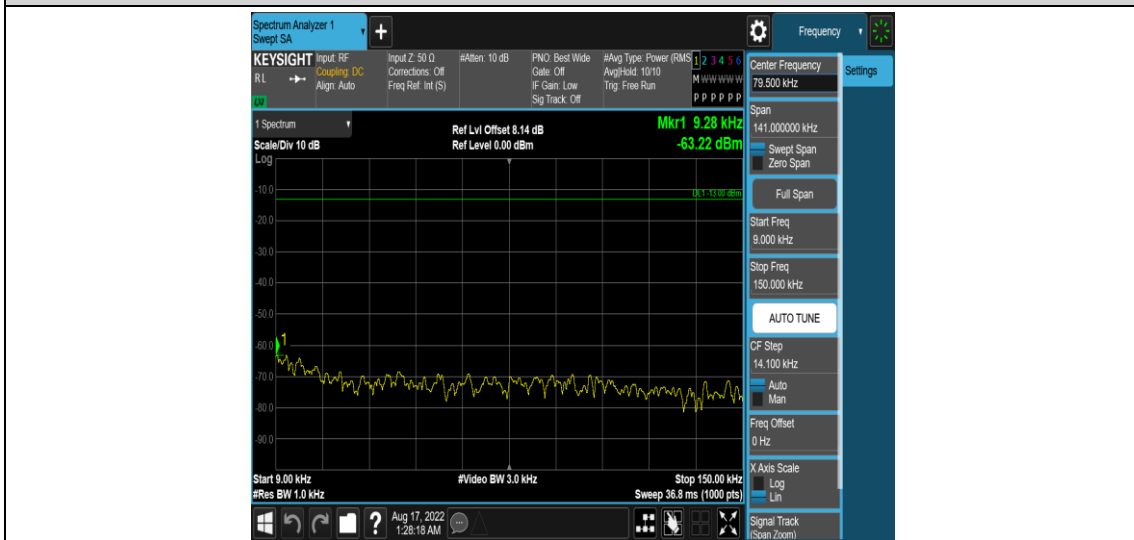 Spectrum Analyzer 1
Swept SA
Frequency
KEYSIGHT
RL
LXI
Input: RF
Coupling: DC
Align: Auto
Input Z: 50 Ω
Corrections: Off
Freq Ref: Int (S)
#Atten: 10 dB
PNO: Best Wide
Gate: Off
IF Gain: Low
Sig Track: Off
#Avg Type: Power (RMS
Avg|Hold: 10/10
Trig: Free Run
1 2 3 4 5 6
M W W W W W
P P P P P P
Center Frequency
79.500 kHz
Settings
Span
141.000000 kHz
Swept Span
Zero Span
Full Span
Start Freq
9.000 kHz
Stop Freq
150.000 kHz
AUTO TUNE
CF Step
14.100 kHz
Auto
Man
Freq Offset
0 Hz
X Axis Scale
Log
Lin
Signal Track
(Span Zoom)
1 Spectrum
Scale/Div 10 dB
Ref Lvl Offset 8.14 dB
Ref Level 0.00 dBm
Mkr1 9.28 kHz
-63.22 dBm
Log
DL1 -13.00 dBm
-10.0
-20.0
-30.0
-40.0
-50.0
-60.0
1
-70.0
-80.0
-90.0
Start 9.00 kHz
#Video BW 3.0 kHz
Stop 150.00 kHz
#Res BW 1.0 kHz
Sweep 36.8 ms (1000 pts)
?
Aug 17, 2022
1:28:18 AM